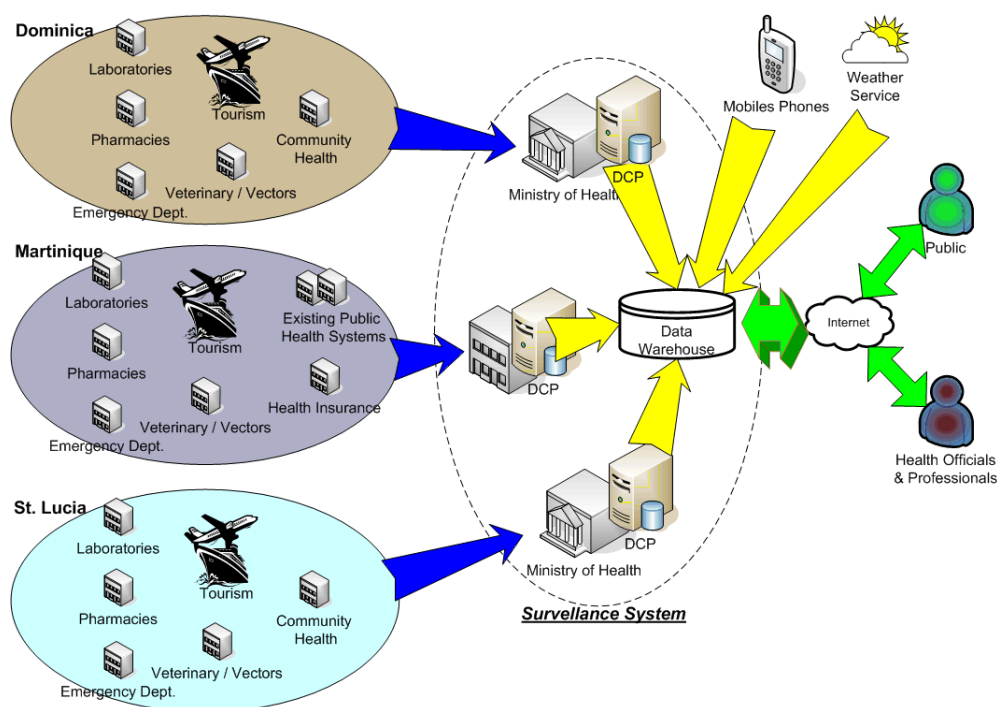 Dominica
Laboratories
Tourism
Pharmacies
Community
Health
Veterinary / Vectors
Emergency Dept.
Martinique
Laboratories
Existing Public
Health Systems
Tourism
Pharmacies
Health Insurance
Veterinary / Vectors
Emergency Dept.
St. Lucia
Laboratories
Tourism
Pharmacies
Community
Health
Veterinary / Vectors
Emergency Dept.
DCP
Ministry of Health
DCP
DCP
Ministry of Health
Survellance System
Mobiles Phones
Weather
Service
Data
Warehouse
Internet
Public
Health Officials
& Professionals